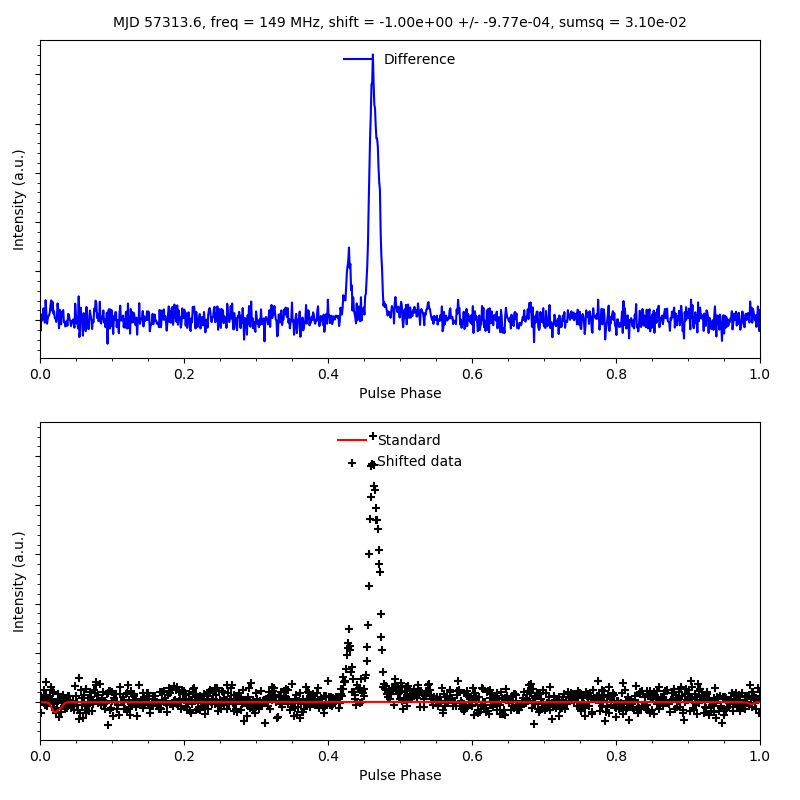 MJD 57313.6, freq = 149 MHz, shift = -1.00e+00 +/- -9.77e-04, sumsq = 3.10e-02
Difference
Intensity (a.u.)
0.0 0.2 0.4 0.6 0.8 1.0
Pulse Phase
Standard
Shifted data
Intensity (a.u.)
0.0 0.2 0.4 0.6 0.8 1.0
Pulse Phase